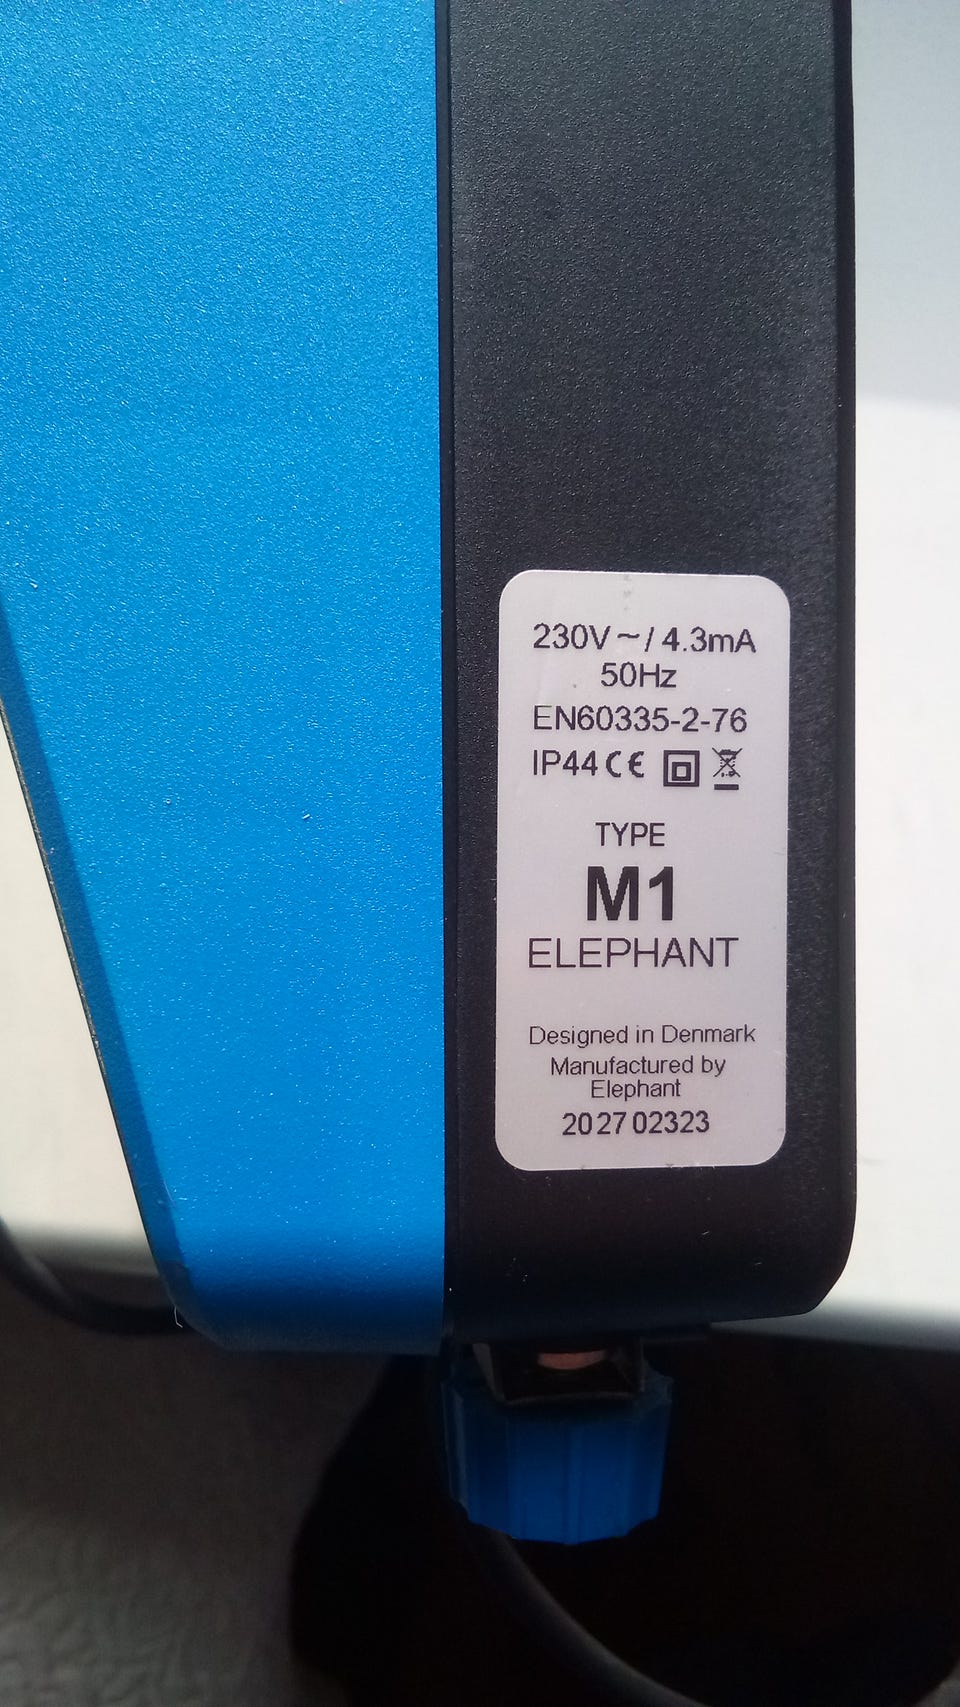 230V ~ / 4.3mA
50Hz
EN60335-2-76
IP44 CE
TYPE
M1
ELEPHANT
Designed in Denmark
Manufactured by
Elephant
20 27 02323